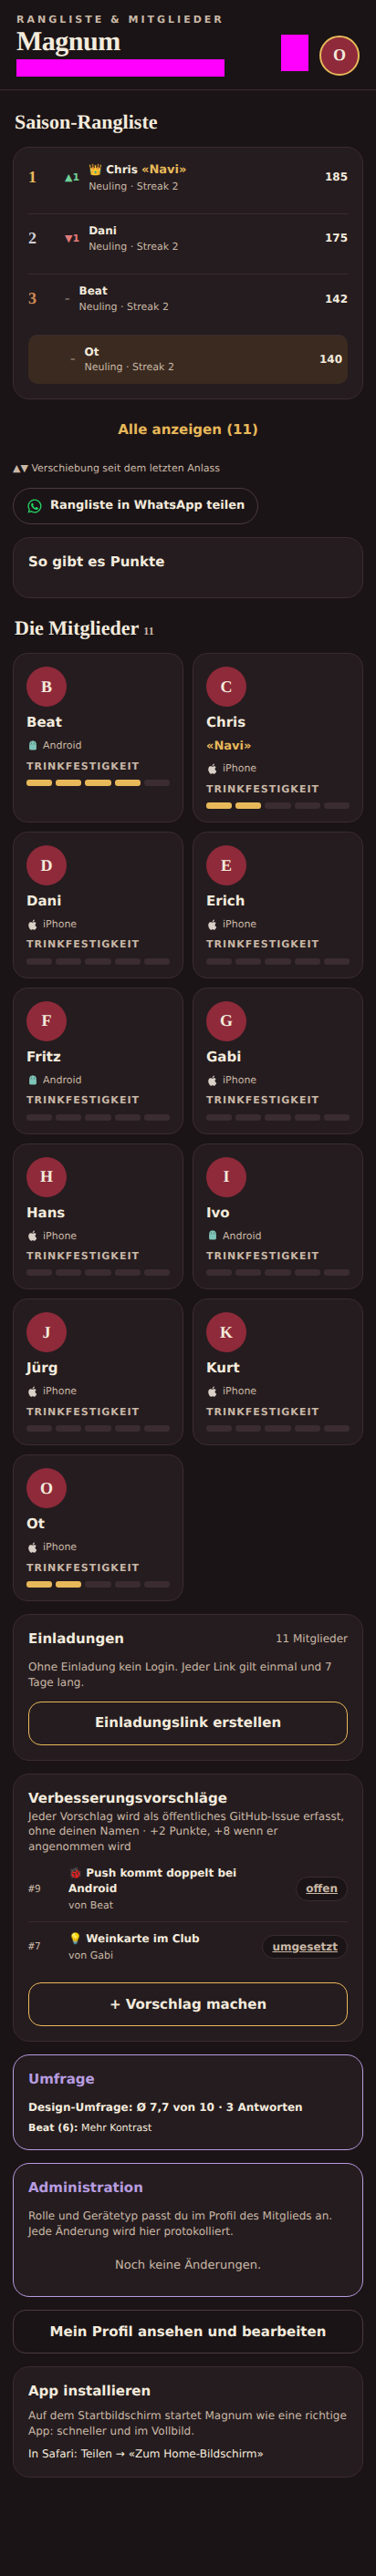 RANGLISTE & MITGLIEDER
Magnum
O
Saison-Rangliste
1 ▲1 👑 Chris «Navi» 185
Neuling · Streak 2
2 ▼1 Dani 175
Neuling · Streak 2
3 – Beat 142
Neuling · Streak 2
– Ot 140
Neuling · Streak 2
Alle anzeigen (11)
▲▼ Verschiebung seit dem letzten Anlass
Rangliste in WhatsApp teilen
So gibt es Punkte
Die Mitglieder 11
B
Beat
Android
TRINKFESTIGKEIT
C
Chris
«Navi»
iPhone
TRINKFESTIGKEIT
D
Dani
iPhone
TRINKFESTIGKEIT
E
Erich
iPhone
TRINKFESTIGKEIT
F
Fritz
Android
TRINKFESTIGKEIT
G
Gabi
iPhone
TRINKFESTIGKEIT
H
Hans
iPhone
TRINKFESTIGKEIT
I
Ivo
Android
TRINKFESTIGKEIT
J
Jürg
iPhone
TRINKFESTIGKEIT
K
Kurt
iPhone
TRINKFESTIGKEIT
O
Ot
iPhone
TRINKFESTIGKEIT
Einladungen 11 Mitglieder
Ohne Einladung kein Login. Jeder Link gilt einmal und 7
Tage lang.
Einladungslink erstellen
Verbesserungsvorschläge
Jeder Vorschlag wird als öffentliches GitHub-Issue erfasst,
ohne deinen Namen · +2 Punkte, +8 wenn er
angenommen wird
#9 🐞 Push kommt doppelt bei
Android
von Beat
offen
#7 💡 Weinkarte im Club
von Gabi
umgesetzt
+ Vorschlag machen
Umfrage
Design-Umfrage: Ø 7,7 von 10 · 3 Antworten
Beat (6): Mehr Kontrast
Administration
Rolle und Gerätetyp passt du im Profil des Mitglieds an.
Jede Änderung wird hier protokolliert.
Noch keine Änderungen.
Mein Profil ansehen und bearbeiten
App installieren
Auf dem Startbildschirm startet Magnum wie eine richtige
App: schneller und im Vollbild.
In Safari: Teilen → «Zum Home-Bildschirm»